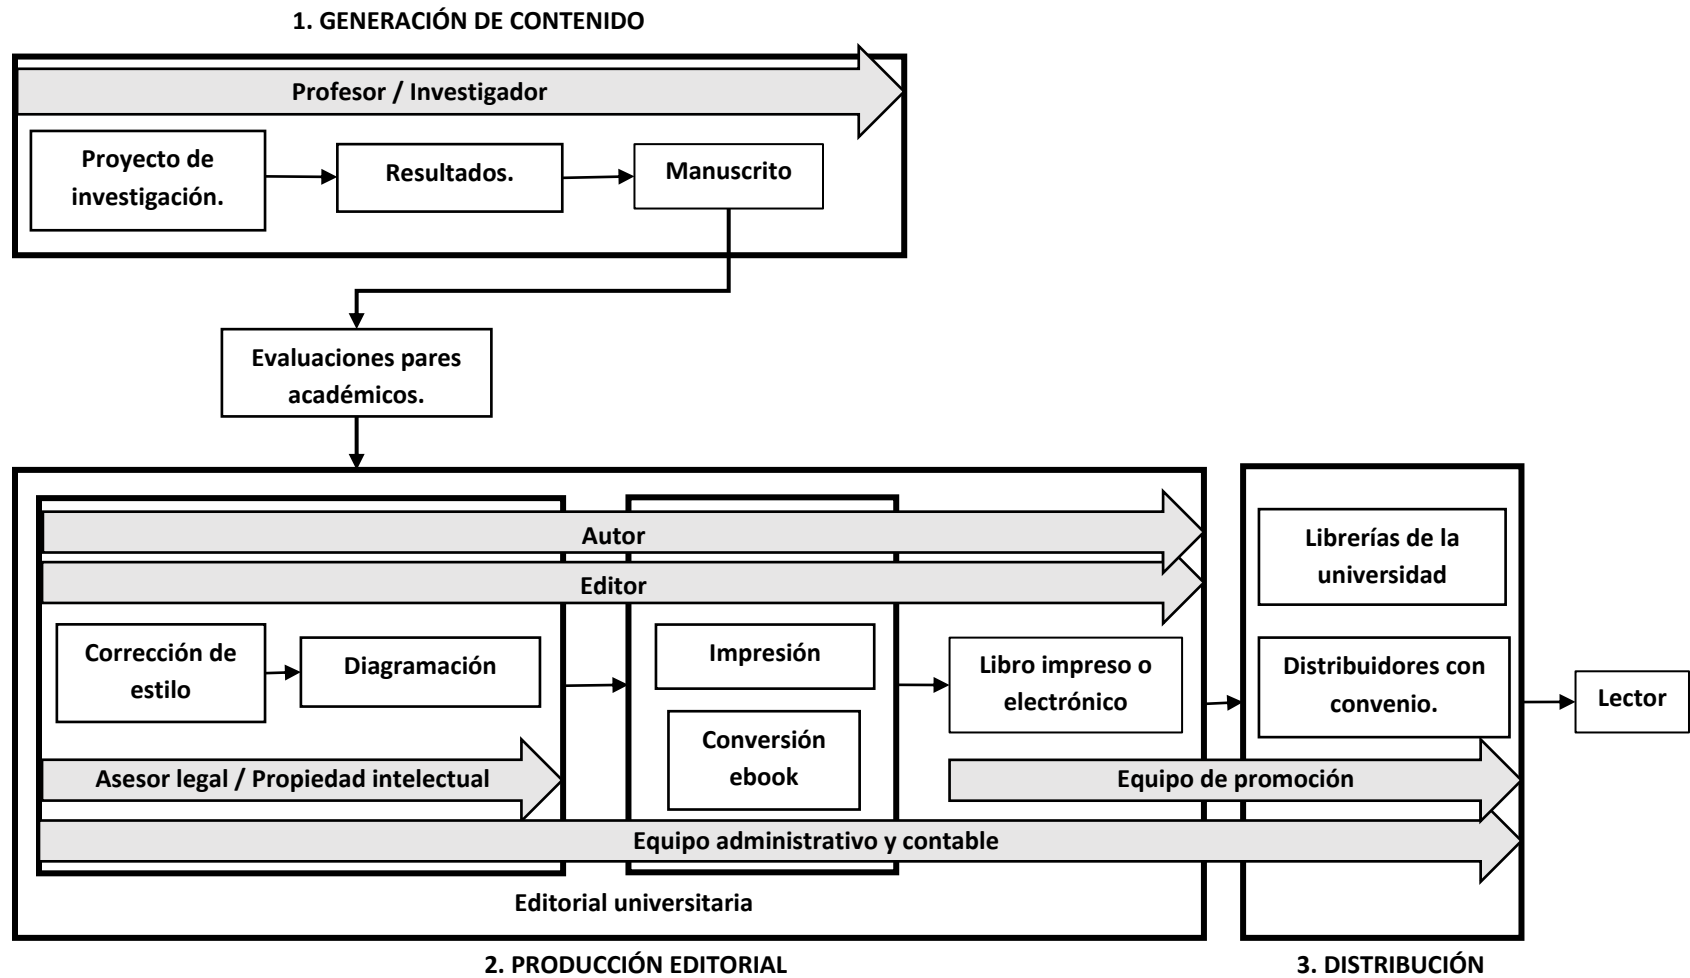 1. GENERACIÓN DE CONTENIDO
Profesor / Investigador
Proyecto de
investigación.
Resultados.
Manuscrito
Evaluaciones pares
académicos.
Autor
Editor
Corrección de
estilo
Diagramación
Impresión
Conversión
ebook
Libro impreso o
electrónico
Librerías de la
universidad
Distribuidores con
convenio.
Lector
Asesor legal / Propiedad intelectual
Equipo de promoción
Equipo administrativo y contable
Editorial universitaria
2. PRODUCCIÓN EDITORIAL
3. DISTRIBUCIÓN